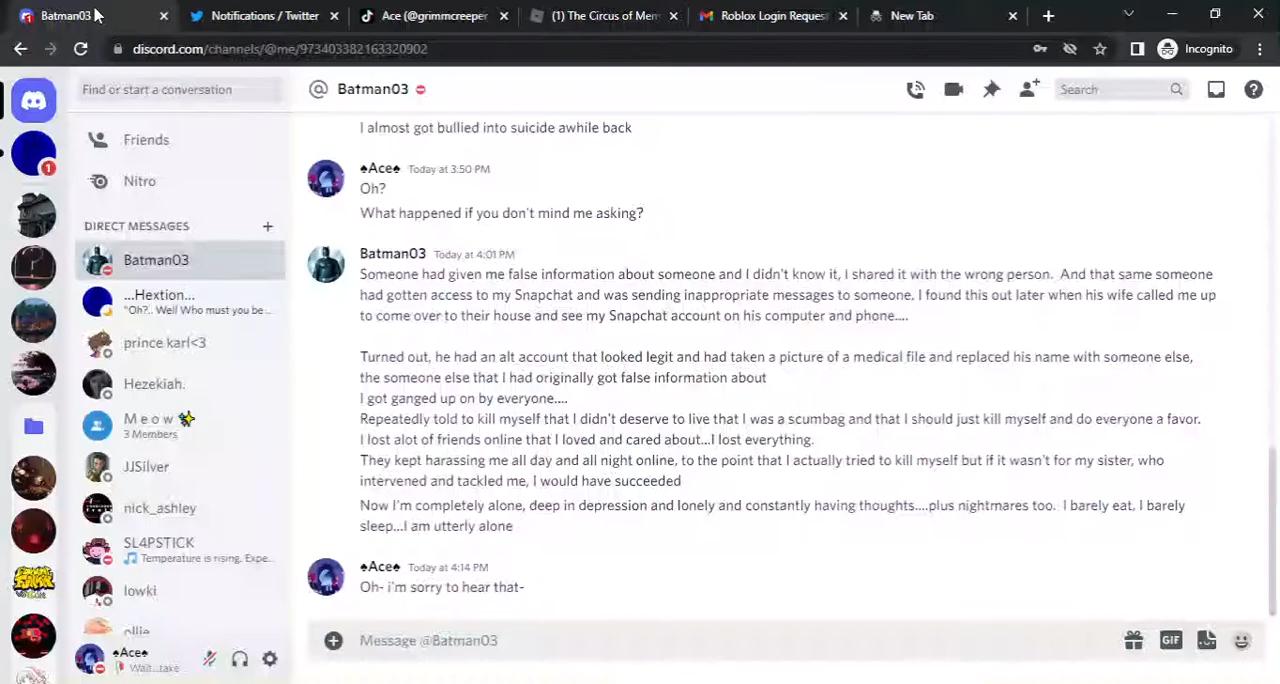 Batman03
Notifications / Twitter
Ace (@grimmcreeper
(1) The Circus of Mem
Roblox Login Request
New Tab
discord.com/channels/@me/973403382163320902
Incognito
Find or start a conversation
Batman03
Search
Friends
Nitro
DIRECT MESSAGES
Batman03
...Hextion...
"Oh?.. Well Who must you be ...
prince karl<3
Hezekiah.
M e o w ✨
3 Members
JJSilver
nick_ashley
SL4PSTICK
🎵 Temperature is rising. Expe...
lowki
ollie
♠Ace♠
Wait...take
1
I almost got bullied into suicide awhile back
♠Ace♠ Today at 3:50 PM
Oh?
What happened if you don't mind me asking?
Batman03 Today at 4:01 PM
Someone had given me false information about someone and I didn't know it, I shared it with the wrong person. And that same someone
had gotten access to my Snapchat and was sending inappropriate messages to someone, I found this out later when his wife called me up
to come over to their house and see my Snapchat account on his computer and phone....
Turned out, he had an alt account that looked legit and had taken a picture of a medical file and replaced his name with someone else,
the someone else that I had originally got false information about
I got ganged up on by everyone....
Repeatedly told to kill myself that I didn't deserve to live that I was a scumbag and that I should just kill myself and do everyone a favor.
I lost alot of friends online that I loved and cared about...I lost everything.
They kept harassing me all day and all night online, to the point that I actually tried to kill myself but if it wasn't for my sister, who
intervened and tackled me, I would have succeeded
Now I'm completely alone, deep in depression and lonely and constantly having thoughts....plus nightmares too. I barely eat, I barely
sleep...I am utterly alone
♠Ace♠ Today at 4:14 PM
Oh- i'm sorry to hear that-
Message @Batman03
GIF